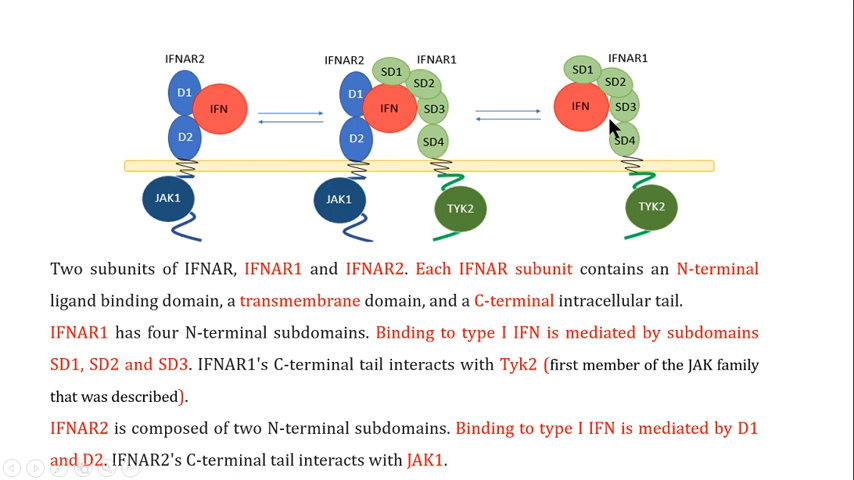 IFNAR2
IFNAR2
IFNAR1
IFNAR1
D1
IFN
D2
JAK1
D1
IFN
SD1
SD2
SD3
D2
SD4
JAK1
TYK2
SD1
SD2
IFN
SD3
SD4
TYK2
Two subunits of IFNAR, IFNAR1 and IFNAR2. Each IFNAR subunit contains an N-terminal
ligand binding domain, a transmembrane domain, and a C-terminal intracellular tail.
IFNAR1 has four N-terminal subdomains. Binding to type I IFN is mediated by subdomains
SD1, SD2 and SD3. IFNAR1's C-terminal tail interacts with Tyk2 (first member of the JAK family
that was described).
IFNAR2 is composed of two N-terminal subdomains. Binding to type I IFN is mediated by D1
and D2. IFNAR2's C-terminal tail interacts with JAK1.